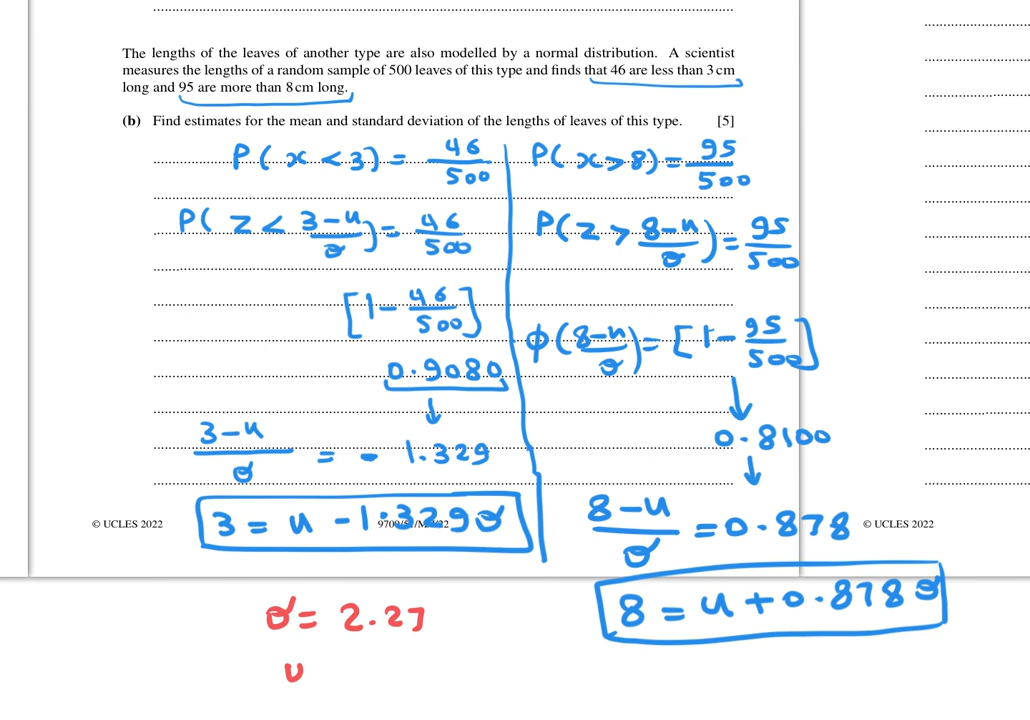 The lengths of the leaves of another type are also modelled by a normal distribution. A scientist
measures the lengths of a random sample of 500 leaves of this type and finds that 46 are less than 3 cm
long and 95 are more than 8 cm long.
(b) Find estimates for the mean and standard deviation of the lengths of leaves of this type. [5]
P(x < 3) = 46/500
P(x > 8) = 95/500
P(z < (3-u)/σ) = 46/500
P(z > (8-u)/σ) = 95/500
[1 - 46/500]
ϕ((8-u)/σ) = [1 - 95/500]
0.9080
↓
↓
0.8100
(3-u)/σ = - 1.329
↓
3 = u - 1.329σ
(8-u)/σ = 0.878
© UCLES 2022
© UCLES 2022
8 = u + 0.878σ
σ = 2.27
u